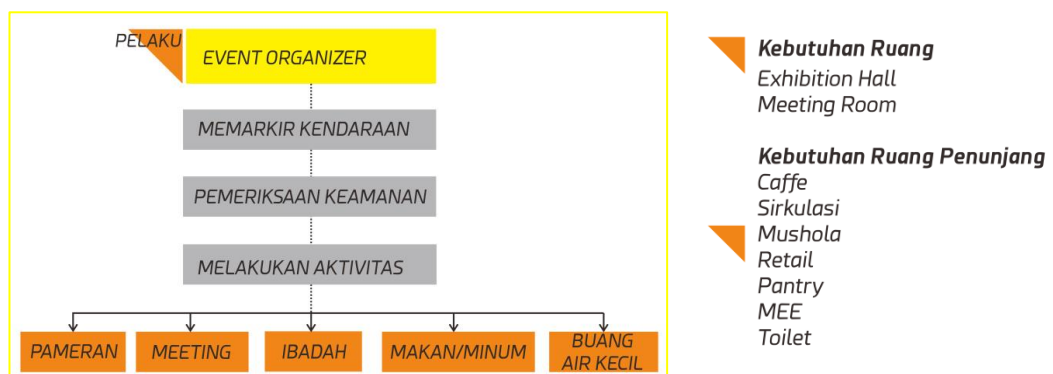 PELAKU
EVENT ORGANIZER
MEMARKIR KENDARAAN
PEMERIKSAAN KEAMANAN
MELAKUKAN AKTIVITAS
PAMERAN
MEETING
IBADAH
MAKAN/MINUM
BUANG
AIR KECIL
Kebutuhan Ruang
Exhibition Hall
Meeting Room
Kebutuhan Ruang Penunjang
Caffe
Sirkulasi
Mushola
Retail
Pantry
MEE
Toilet